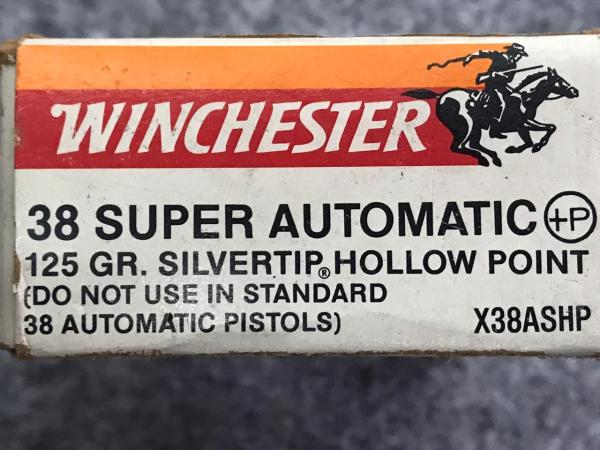 WINCHESTER
38 SUPER AUTOMATIC +P
125 GR. SILVERTIP® HOLLOW POINT
(DO NOT USE IN STANDARD
38 AUTOMATIC PISTOLS) X38ASHP